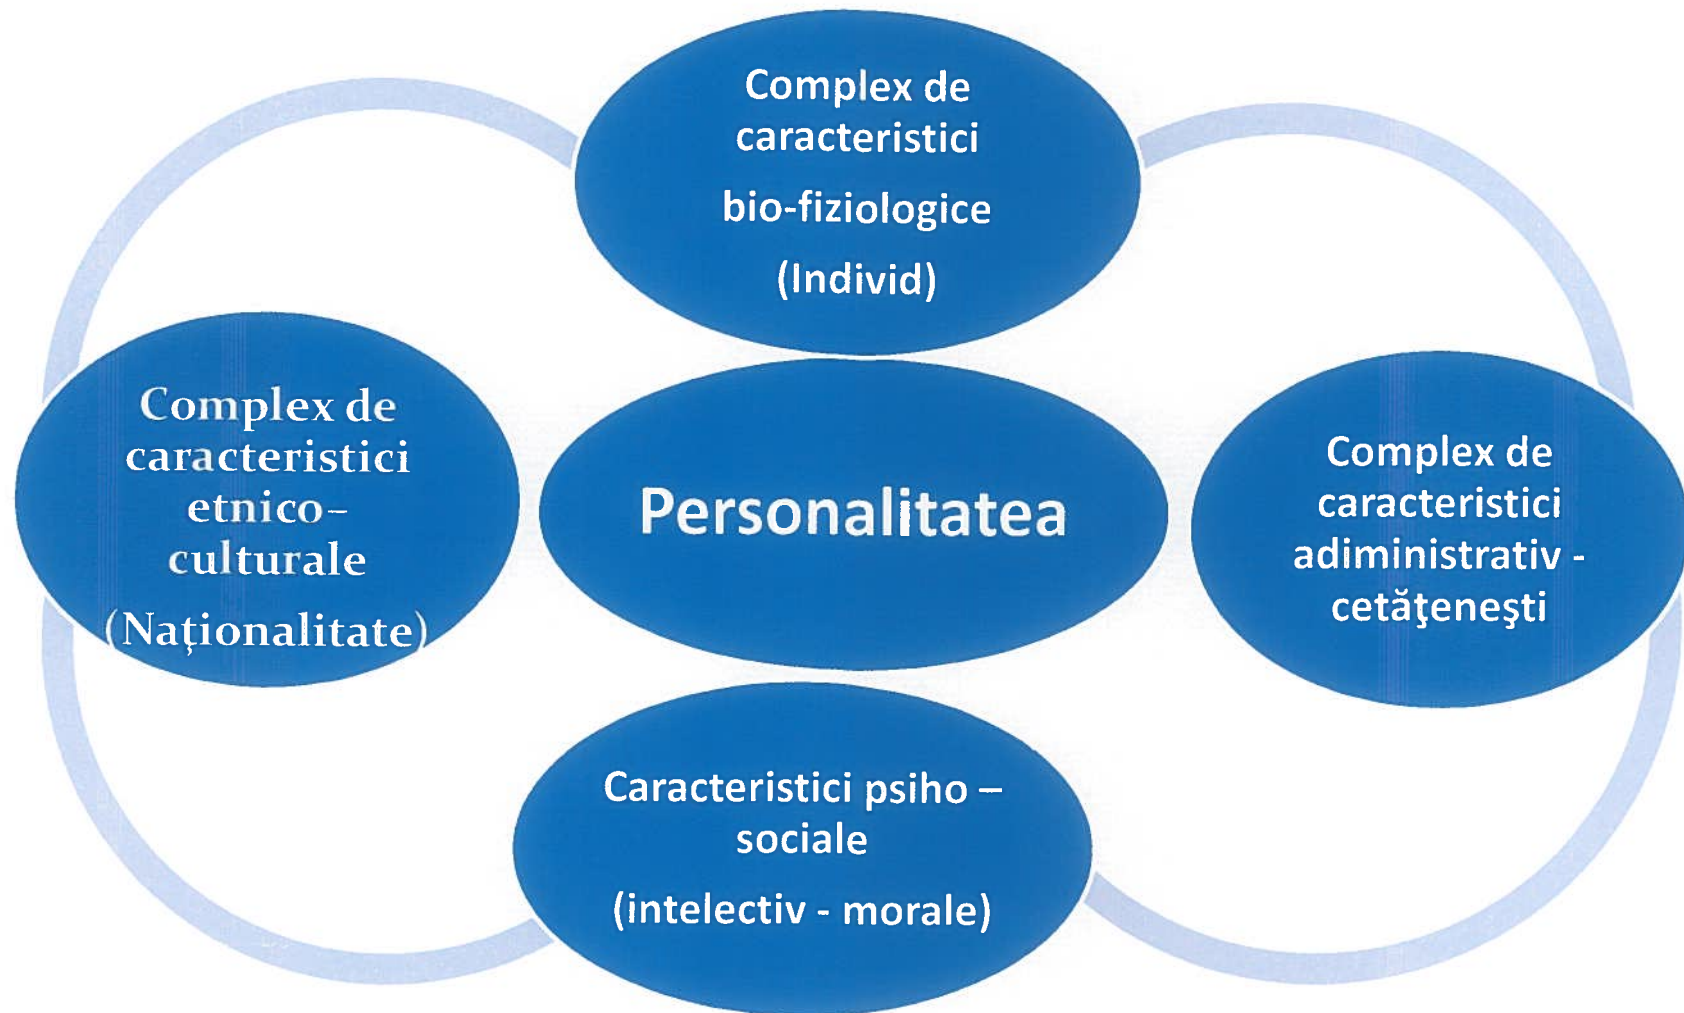 Complex de
caracteristici
bio-fiziologice
(Individ)
Complex de
caracteristici
etnico–
culturale
(Naţionalitate)
Personalitatea
Complex de
caracteristici
adiministrativ -
cetăţeneşti
Caracteristici psiho –
sociale
(intelectiv - morale)